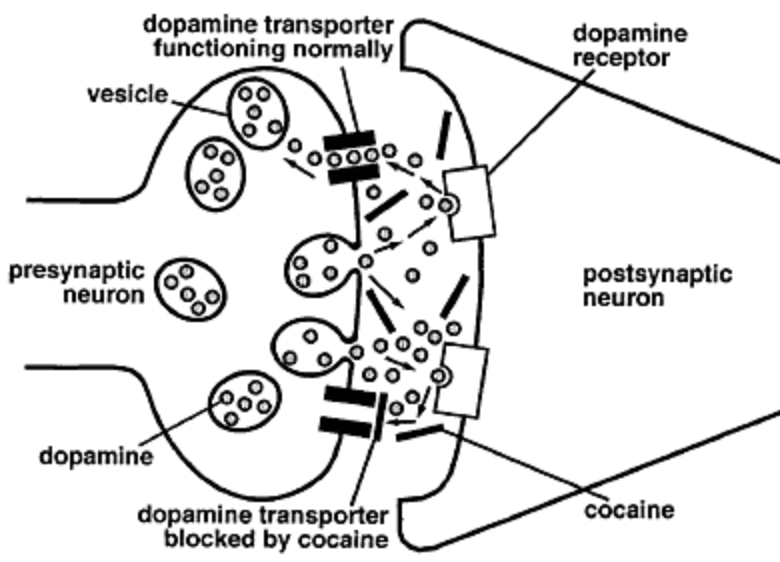 dopamine transporter
functioning normally
dopamine
receptor
vesicle
presynaptic
neuron
postsynaptic
neuron
dopamine
dopamine transporter
blocked by cocaine
cocaine